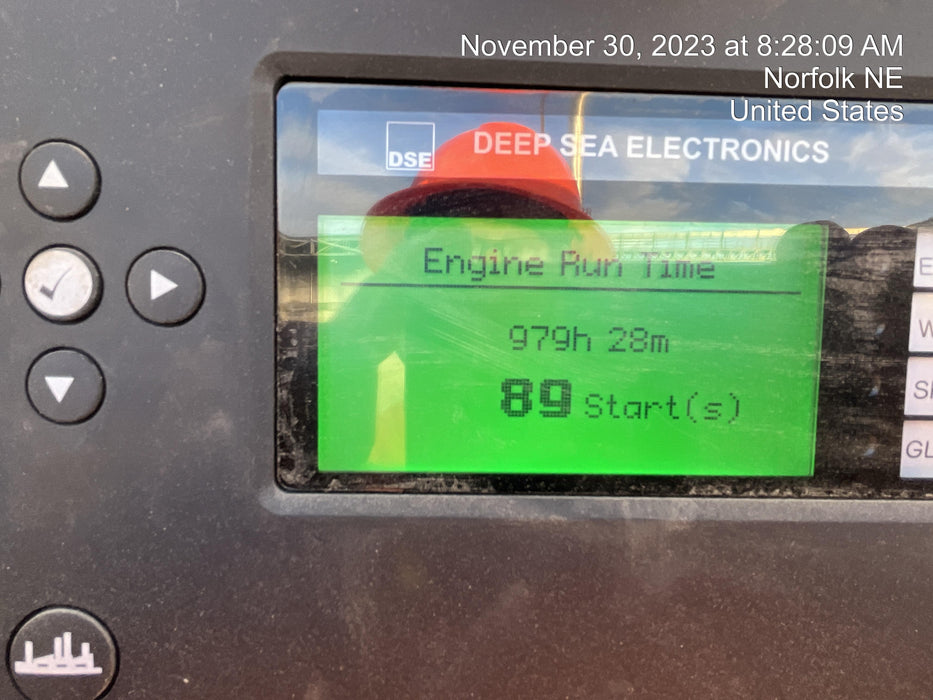 November 30, 2023 at 8:28:09 AM
Norfolk NE
United States
DSE
DEEP SEA ELECTRONICS
Engine Run Time
979h 28m
89 Start(s)